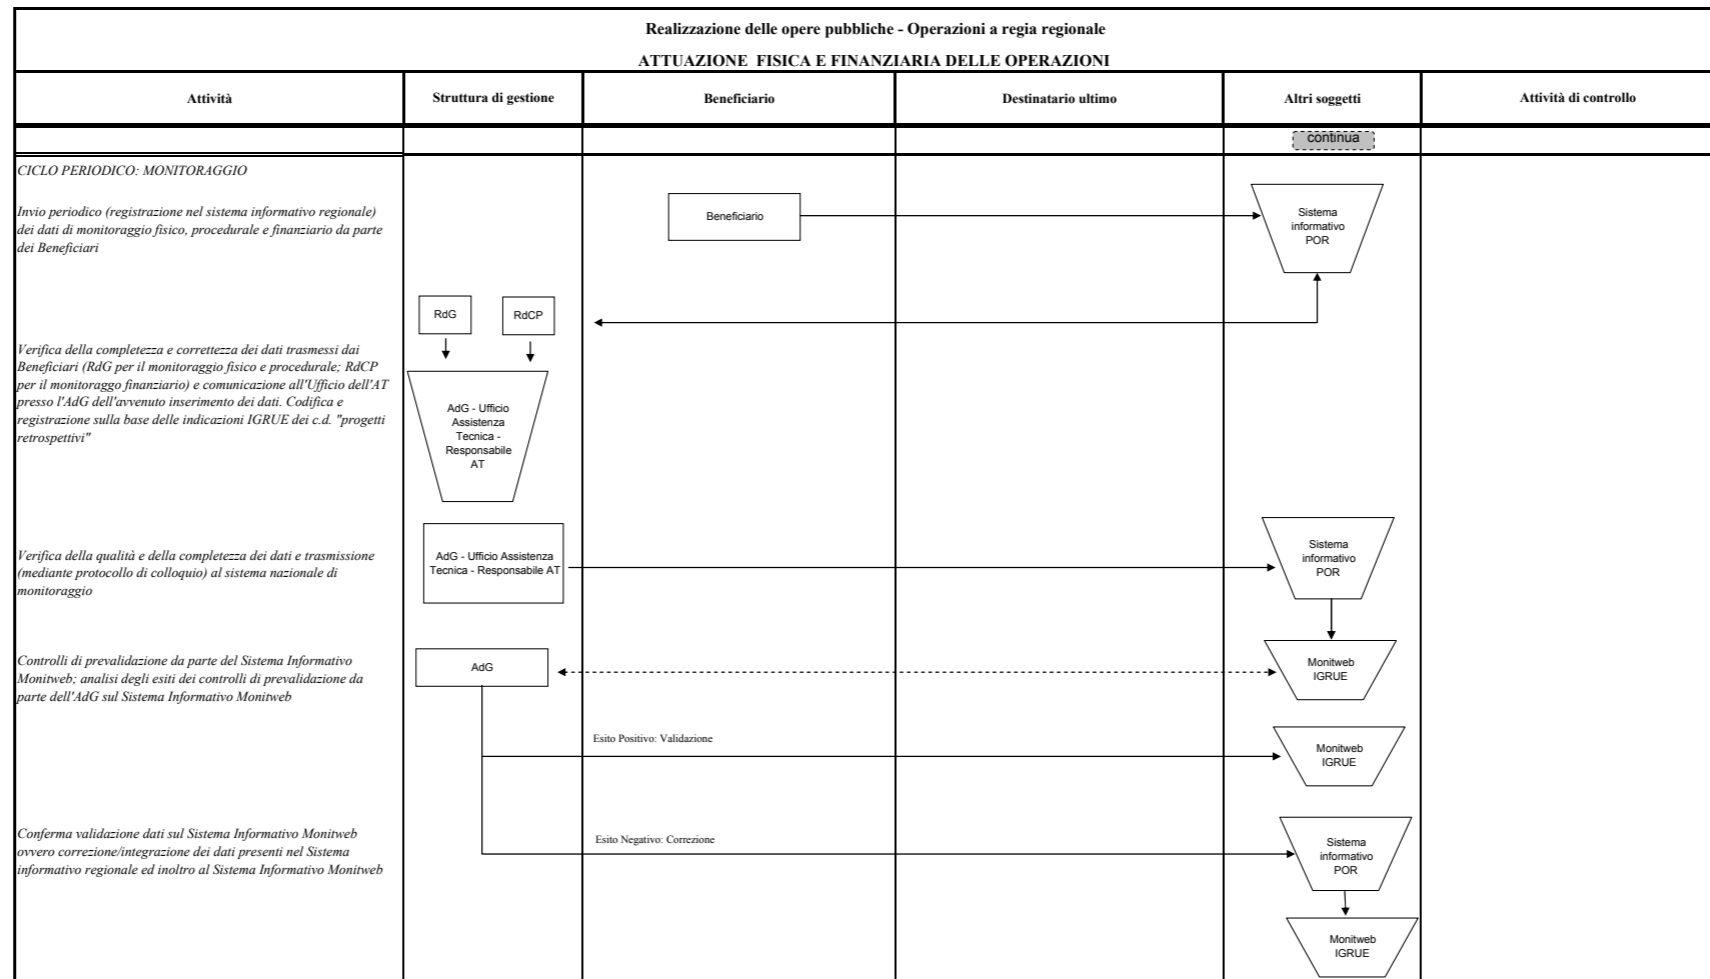 Realizzazione delle opere pubbliche - Operazioni a regia regionale
ATTUAZIONE FISICA E FINANZIARIA DELLE OPERAZIONI
Attività
Struttura di gestione
Beneficiario
Destinatario ultimo
Altri soggetti
Attività di controllo
continua
CICLO PERIODICO: MONITORAGGIO
Invio periodico (registrazione nel sistema informativo regionale)
dei dati di monitoraggio fisico, procedurale e finanziario da parte
dei Beneficiari
Beneficiario
Sistema
informativo
POR
RdG
RdCP
Verifica della completezza e correttezza dei dati trasmessi dai
Beneficiari (RdG per il monitoraggio fisico e procedurale; RdCP
per il monitoraggo finanziario) e comunicazione all'Ufficio dell'AT
presso l'AdG dell'avvenuto inserimento dei dati. Codifica e
registrazione sulla base delle indicazioni IGRUE dei c.d. "progetti
retrospettivi"
AdG - Ufficio
Assistenza
Tecnica -
Responsabile
AT
Verifica della qualità e della completezza dei dati e trasmissione
(mediante protocollo di colloquio) al sistema nazionale di
monitoraggio
AdG - Ufficio Assistenza
Tecnica - Responsabile AT
Sistema
informativo
POR
Controlli di prevalidazione da parte del Sistema Informativo
Monitweb; analisi degli esiti dei controlli di prevalidazione da
parte dell'AdG sul Sistema Informativo Monitweb
AdG
Monitweb
IGRUE
Esito Positivo: Validazione
Monitweb
IGRUE
Conferma validazione dati sul Sistema Informativo Monitweb
ovvero correzione/integrazione dei dati presenti nel Sistema
informativo regionale ed inoltro al Sistema Informativo Monitweb
Esito Negativo: Correzione
Sistema
informativo
POR
Monitweb
IGRUE